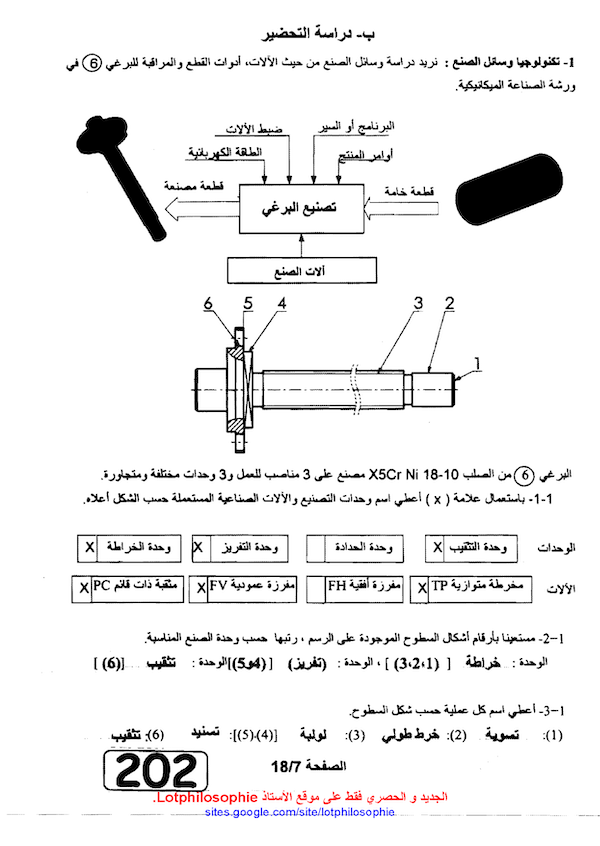 ب- دراسة التحضير
1- تكنولوجيا وسائل الصنع : نريد دراسة وسائل الصنع من حيث الآلات، أدوات القطع والمراقبة للبرغي 6 في
ورشة الصناعة الميكانيكية.
البرنامج أو السير
ضبط الآلات
أوامر المنتج
الطاقة الكهربائية
قطعة خامة
تصنيع البرغي
قطعة مصنعة
ألات الصنع
6 5 4 3 2 1
البرغي 6 من الصلب X5Cr Ni 18-10 مصنع على 3 مناصب للعمل و3 وحدات مختلفة ومتجاورة.
1-1- باستعمال علامة ( x ) أعطي اسم وحدات التصنيع والآلات الصناعية المستعملة حسب الشكل أعلاه.
الوحدات وحدة التثقيب X وحدة الحدادة وحدة التفريز X وحدة الخراطة X
الآلات مخرطة متوازية TP X مفرزة أفقية FH مفرزة عمودية FV X مثقبة ذات قائم PC X
1-2- مستعينا بأرقام أشكال السطوح الموجودة على الرسم ، رتبها حسب وحدة الصنع المناسبة.
الوحدة : خراطة [ (3،2،1) ] ، الوحدة : (تفريز) [(4و5)] الوحدة : تثقيب [(6) ]
1-3- أعطي اسم كل عملية حسب شكل السطوح.
(1): تسوية (2): خرط طولي (3): لولبة [(4)،(5)]: تسنيد (6): تثقيب
202
الصفحة 18/7
الجديد و الحصري فقط على موقع الأستاذ Lotphilosophie.
sites.google.com/site/lotphilosophie